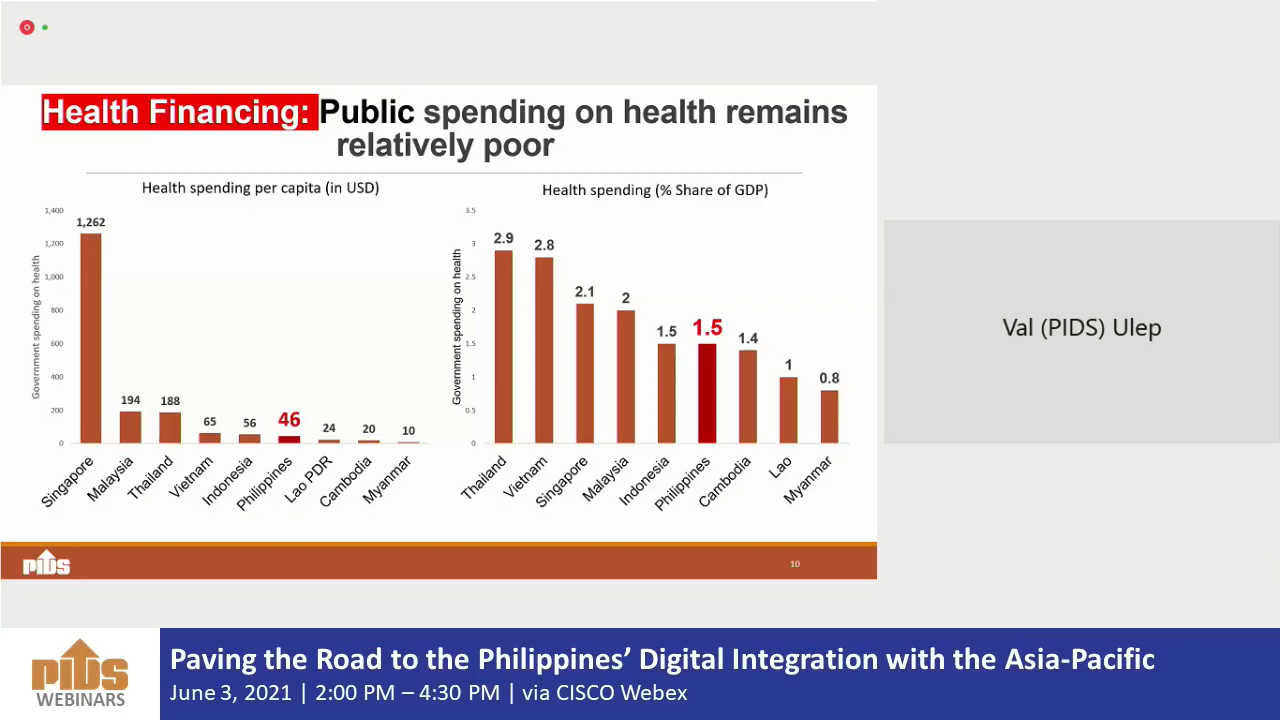 Health Financing: Public spending on health remains
relatively poor
Health spending per capita (in USD)
Government spending on health
1,400
1,200
1,000
800
600
400
200
0
1,262
194
188
65
56
46
24
20
10
Singapore
Malaysia
Thailand
Vietnam
Indonesia
Philippines
Lao PDR
Cambodia
Myanmar
Health spending (% Share of GDP)
Government spending on health
3.5
3
2.5
2
1.5
1
0.5
0
2.9
2.8
2.1
2
1.5
1.5
1.4
1
0.8
Thailand
Vietnam
Singapore
Malaysia
Indonesia
Philippines
Cambodia
Lao
Myanmar
PIDS
10
Val (PIDS) Ulep
PIDS
WEBINARS
Paving the Road to the Philippines’ Digital Integration with the Asia-Pacific
June 3, 2021 | 2:00 PM – 4:30 PM | via CISCO Webex